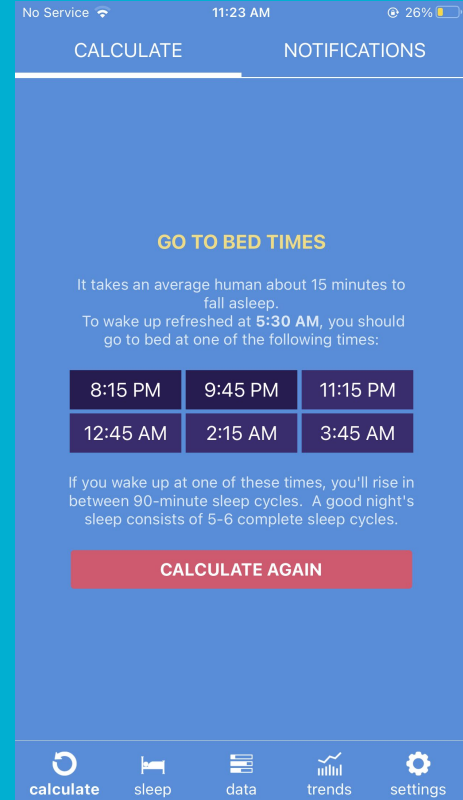 No Service 11:23 AM 26%
CALCULATE NOTIFICATIONS
GO TO BED TIMES
It takes an average human about 15 minutes to
fall asleep.
To wake up refreshed at 5:30 AM, you should
go to bed at one of the following times:
8:15 PM 9:45 PM 11:15 PM
12:45 AM 2:15 AM 3:45 AM
If you wake up at one of these times, you'll rise in
between 90-minute sleep cycles. A good night's
sleep consists of 5-6 complete sleep cycles.
CALCULATE AGAIN
calculate sleep data trends settings